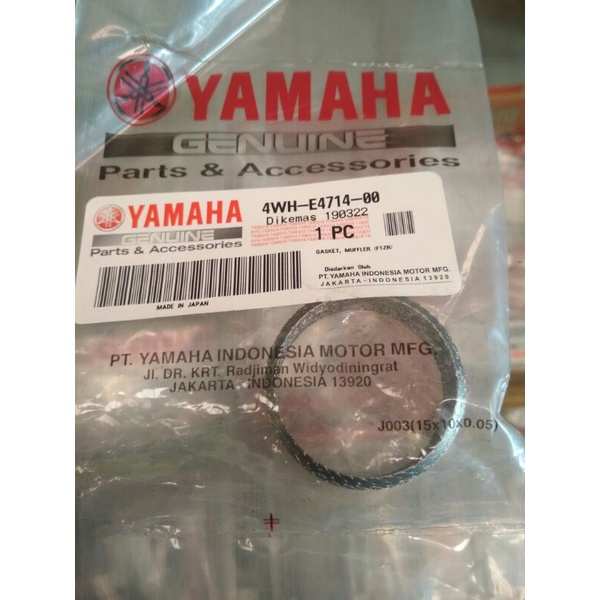 YAMAHA
GENUINE
Parts & Accessories
YAMAHA
GENUINE
Parts & Accessories
4WH-E4714-00
Dikemas 190322
1 PC
GASKET, MUFFLER (F1ZR)
Diedarkan Oleh
PT. YAMAHA INDONESIA MOTOR MFG.
JAKARTA-INDONESIA 13920
MADE IN JAPAN
PT. YAMAHA INDONESIA MOTOR MFG.
Jl. DR. KRT. Radjiman Widyodiningrat
JAKARTA - INDONESIA 13920
J003(15x10x0.05)